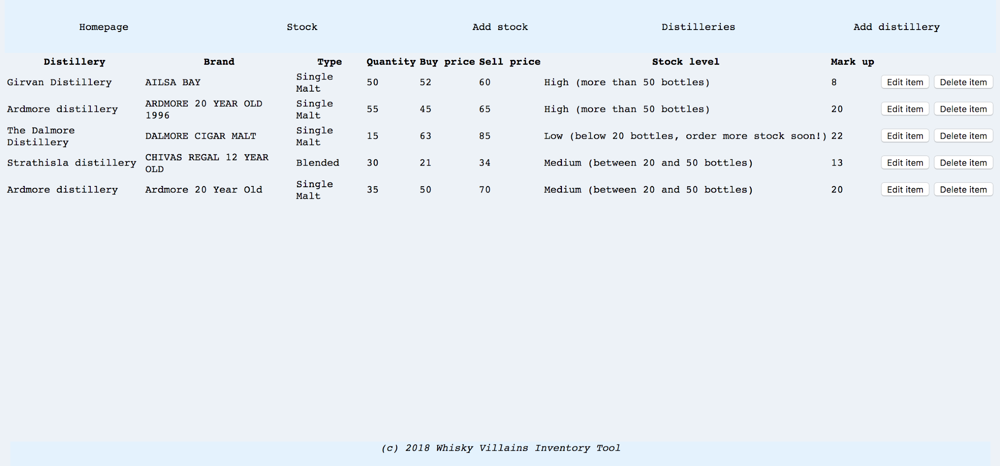 Homepage Stock Add stock Distilleries Add distillery
Distillery Brand Type Quantity Buy price Sell price Stock level Mark up
Girvan Distillery AILSA BAY Single Malt 50 52 60 High (more than 50 bottles) 8 Edit item Delete item
Ardmore distillery ARDMORE 20 YEAR OLD 1996 Single Malt 55 45 65 High (more than 50 bottles) 20 Edit item Delete item
The Dalmore Distillery DALMORE CIGAR MALT Single Malt 15 63 85 Low (below 20 bottles, order more stock soon!) 22 Edit item Delete item
Strathisla distillery CHIVAS REGAL 12 YEAR OLD Blended 30 21 34 Medium (between 20 and 50 bottles) 13 Edit item Delete item
Ardmore distillery Ardmore 20 Year Old Single Malt 35 50 70 Medium (between 20 and 50 bottles) 20 Edit item Delete item
(c) 2018 Whisky Villains Inventory Tool